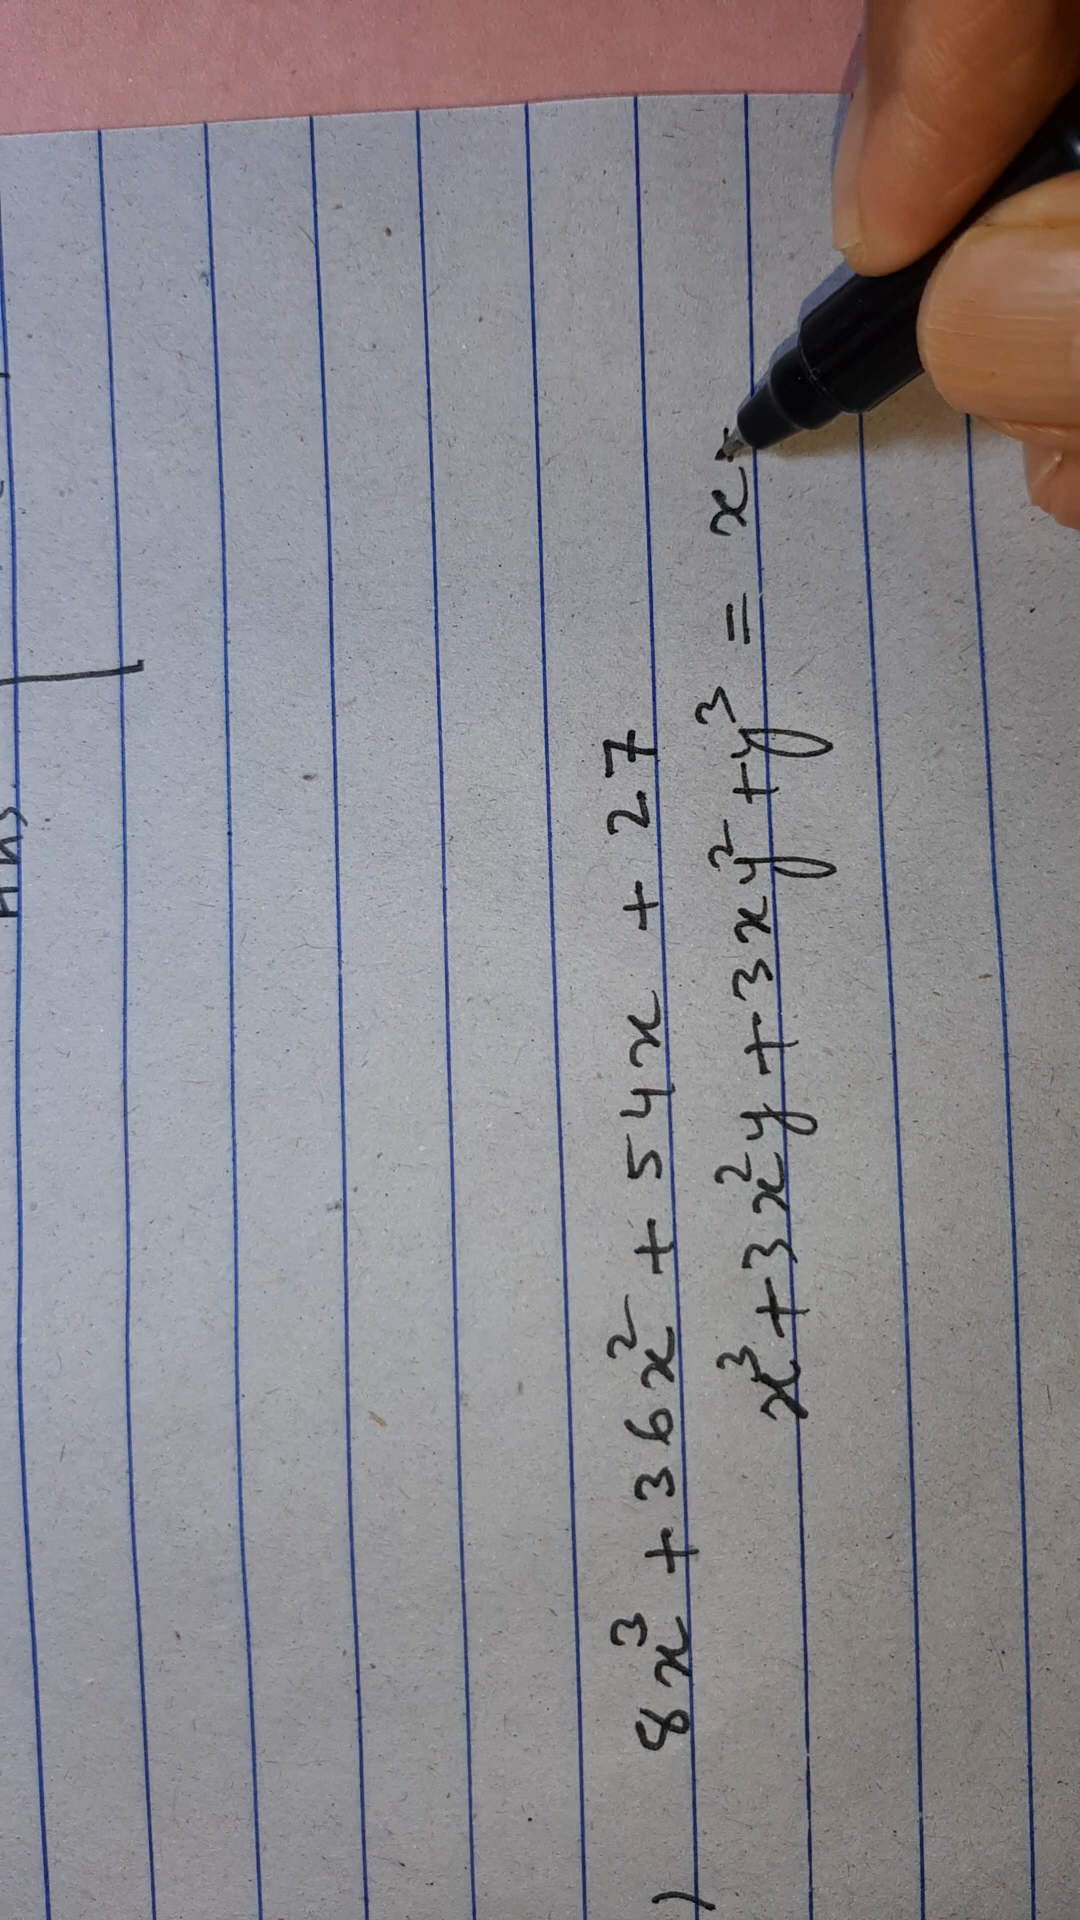 ) 8x³ + 36x² + 54x + 27
x³ + 3x²y + 3xy² + y³ = x